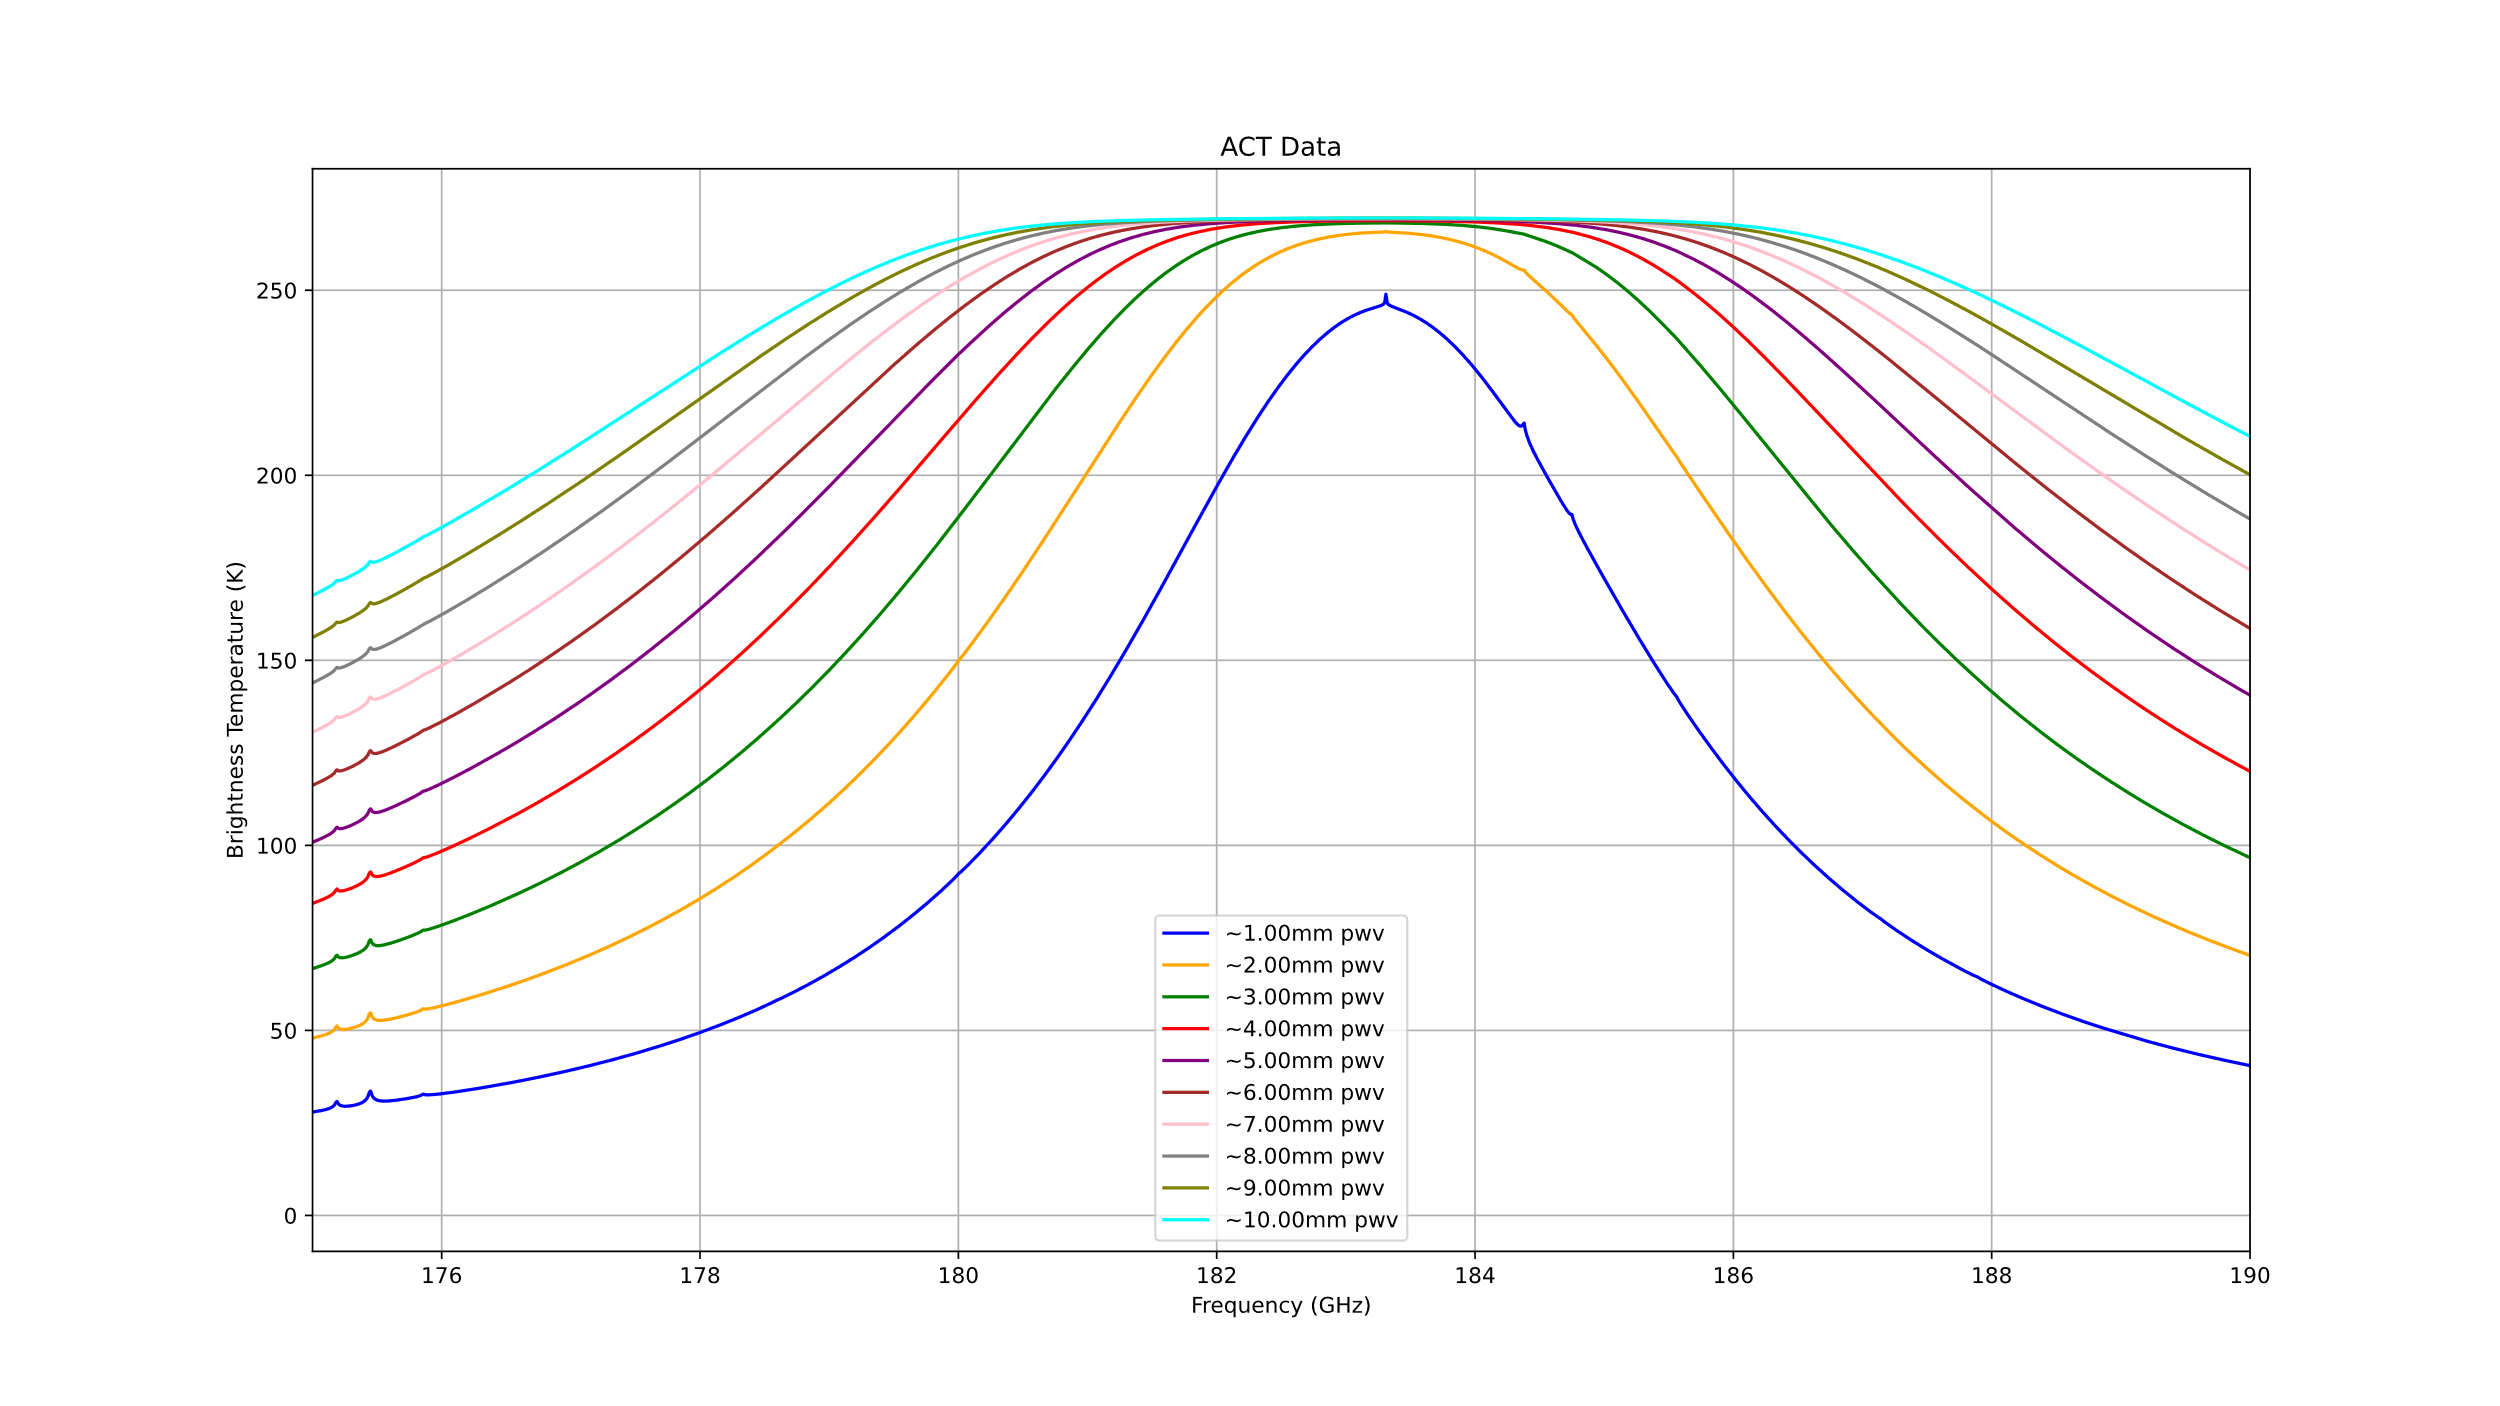 ACT Data
Brightness Temperature (K)
250
200
150
100
50
0
~1.00mm pwv
~2.00mm pwv
~3.00mm pwv
~4.00mm pwv
~5.00mm pwv
~6.00mm pwv
~7.00mm pwv
~8.00mm pwv
~9.00mm pwv
~10.00mm pwv
176 178 180 182 184 186 188 190
Frequency (GHz)